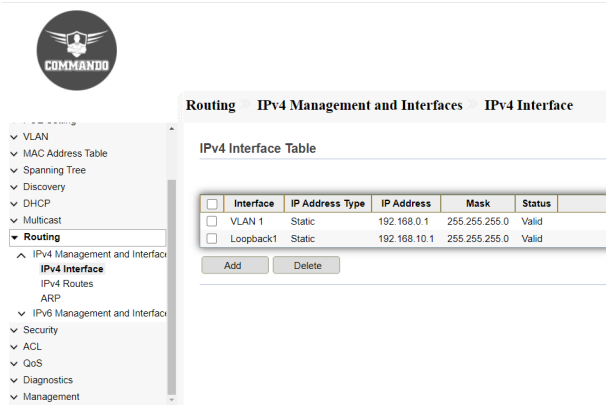 COMMANDO
Routing IPv4 Management and Interfaces IPv4 Interface
VLAN
MAC Address Table
Spanning Tree
Discovery
DHCP
Multicast
Routing
IPv4 Management and Interface
IPv4 Interface
IPv4 Routes
ARP
IPv6 Management and Interface
Security
ACL
QoS
Diagnostics
Management
IPv4 Interface Table
Interface IP Address Type IP Address Mask Status
VLAN 1 Static 192.168.0.1 255.255.255.0 Valid
Loopback1 Static 192.168.10.1 255.255.255.0 Valid
Add Delete